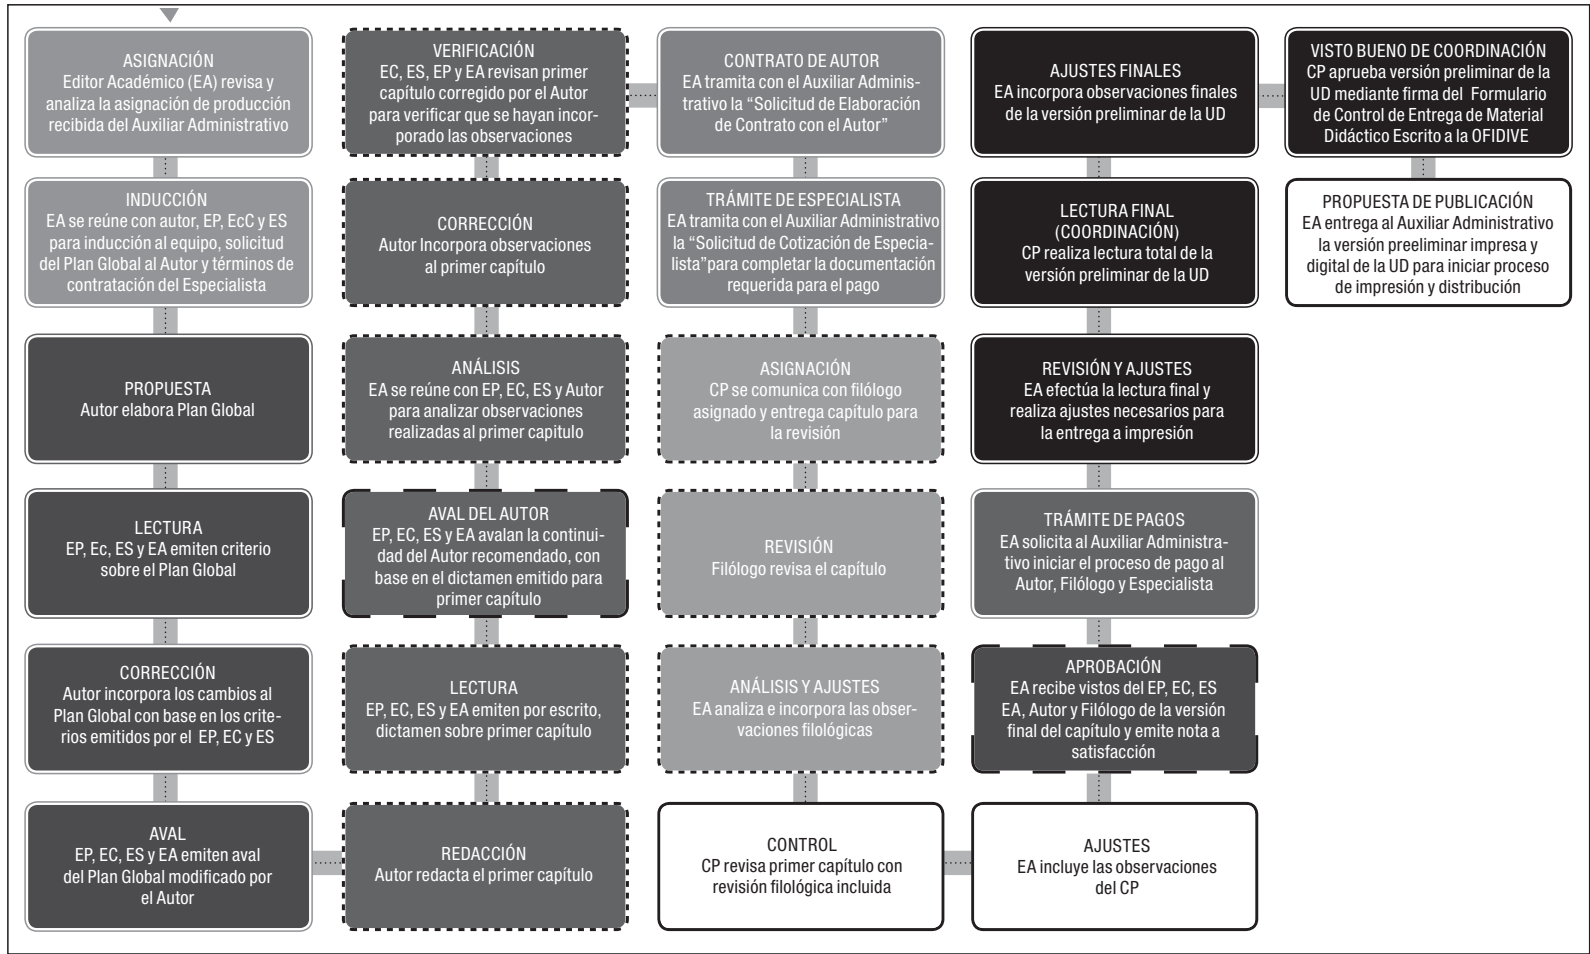 ASIGNACIÓN
Editor Académico (EA) revisa y
analiza la asignación de producción
recibida del Auxiliar Administrativo
INDUCCIÓN
EA se reúne con autor, EP, EcC y ES
para inducción al equipo, solicitud
del Plan Global al Autor y términos de
contratación del Especialista
PROPUESTA
Autor elabora Plan Global
LECTURA
EP, Ec, ES y EA emiten criterio
sobre el Plan Global
CORRECCIÓN
Autor incorpora los cambios al
Plan Global con base en los crite-
rios emitidos por el EP, EC y ES
AVAL
EP, EC, ES y EA emiten aval
del Plan Global modificado por
el Autor
VERIFICACIÓN
EC, ES, EP y EA revisan primer
capítulo corregido por el Autor
para verificar que se hayan incor-
porado las observaciones
CORRECCIÓN
Autor Incorpora observaciones
al primer capítulo
ANÁLISIS
EA se reúne con EP, EC, ES y Autor
para analizar observaciones
realizadas al primer capitulo
AVAL DEL AUTOR
EP, EC, ES y EA avalan la continui-
dad del Autor recomendado, con
base en el dictamen emitido para
primer capítulo
LECTURA
EP, EC, ES y EA emiten por escrito,
dictamen sobre primer capítulo
REDACCIÓN
Autor redacta el primer capítulo
CONTRATO DE AUTOR
EA tramita con el Auxiliar Adminis-
trativo la “Solicitud de Elaboración
de Contrato con el Autor”
TRÁMITE DE ESPECIALISTA
EA tramita con el Auxiliar Administrativo
la “Solicitud de Cotización de Especia-
lista”para completar la documentación
requerida para el pago
ASIGNACIÓN
CP se comunica con filólogo
asignado y entrega capítulo para
la revisión
REVISIÓN
Filólogo revisa el capítulo
ANÁLISIS Y AJUSTES
EA analiza e incorpora las obser-
vaciones filológicas
CONTROL
CP revisa primer capítulo con
revisión filológica incluida
AJUSTES FINALES
EA incorpora observaciones finales
de la versión preliminar de la UD
LECTURA FINAL
(COORDINACIÓN)
CP realiza lectura total de la
versión preliminar de la UD
REVISIÓN Y AJUSTES
EA efectúa la lectura final y
realiza ajustes necesarios para
la entrega a impresión
TRÁMITE DE PAGOS
EA solicita al Auxiliar Administra-
tivo iniciar el proceso de pago al
Autor, Filólogo y Especialista
APROBACIÓN
EA recibe vistos del EP, EC, ES
EA, Autor y Filólogo de la versión
final del capítulo y emite nota a
satisfacción
AJUSTES
EA incluye las observaciones
del CP
VISTO BUENO DE COORDINACIÓN
CP aprueba versión preliminar de la
UD mediante firma del Formulario
de Control de Entrega de Material
Didáctico Escrito a la OFIDIVE
PROPUESTA DE PUBLICACIÓN
EA entrega al Auxiliar Administrativo
la versión preeliminar impresa y
digital de la UD para iniciar proceso
de impresión y distribución